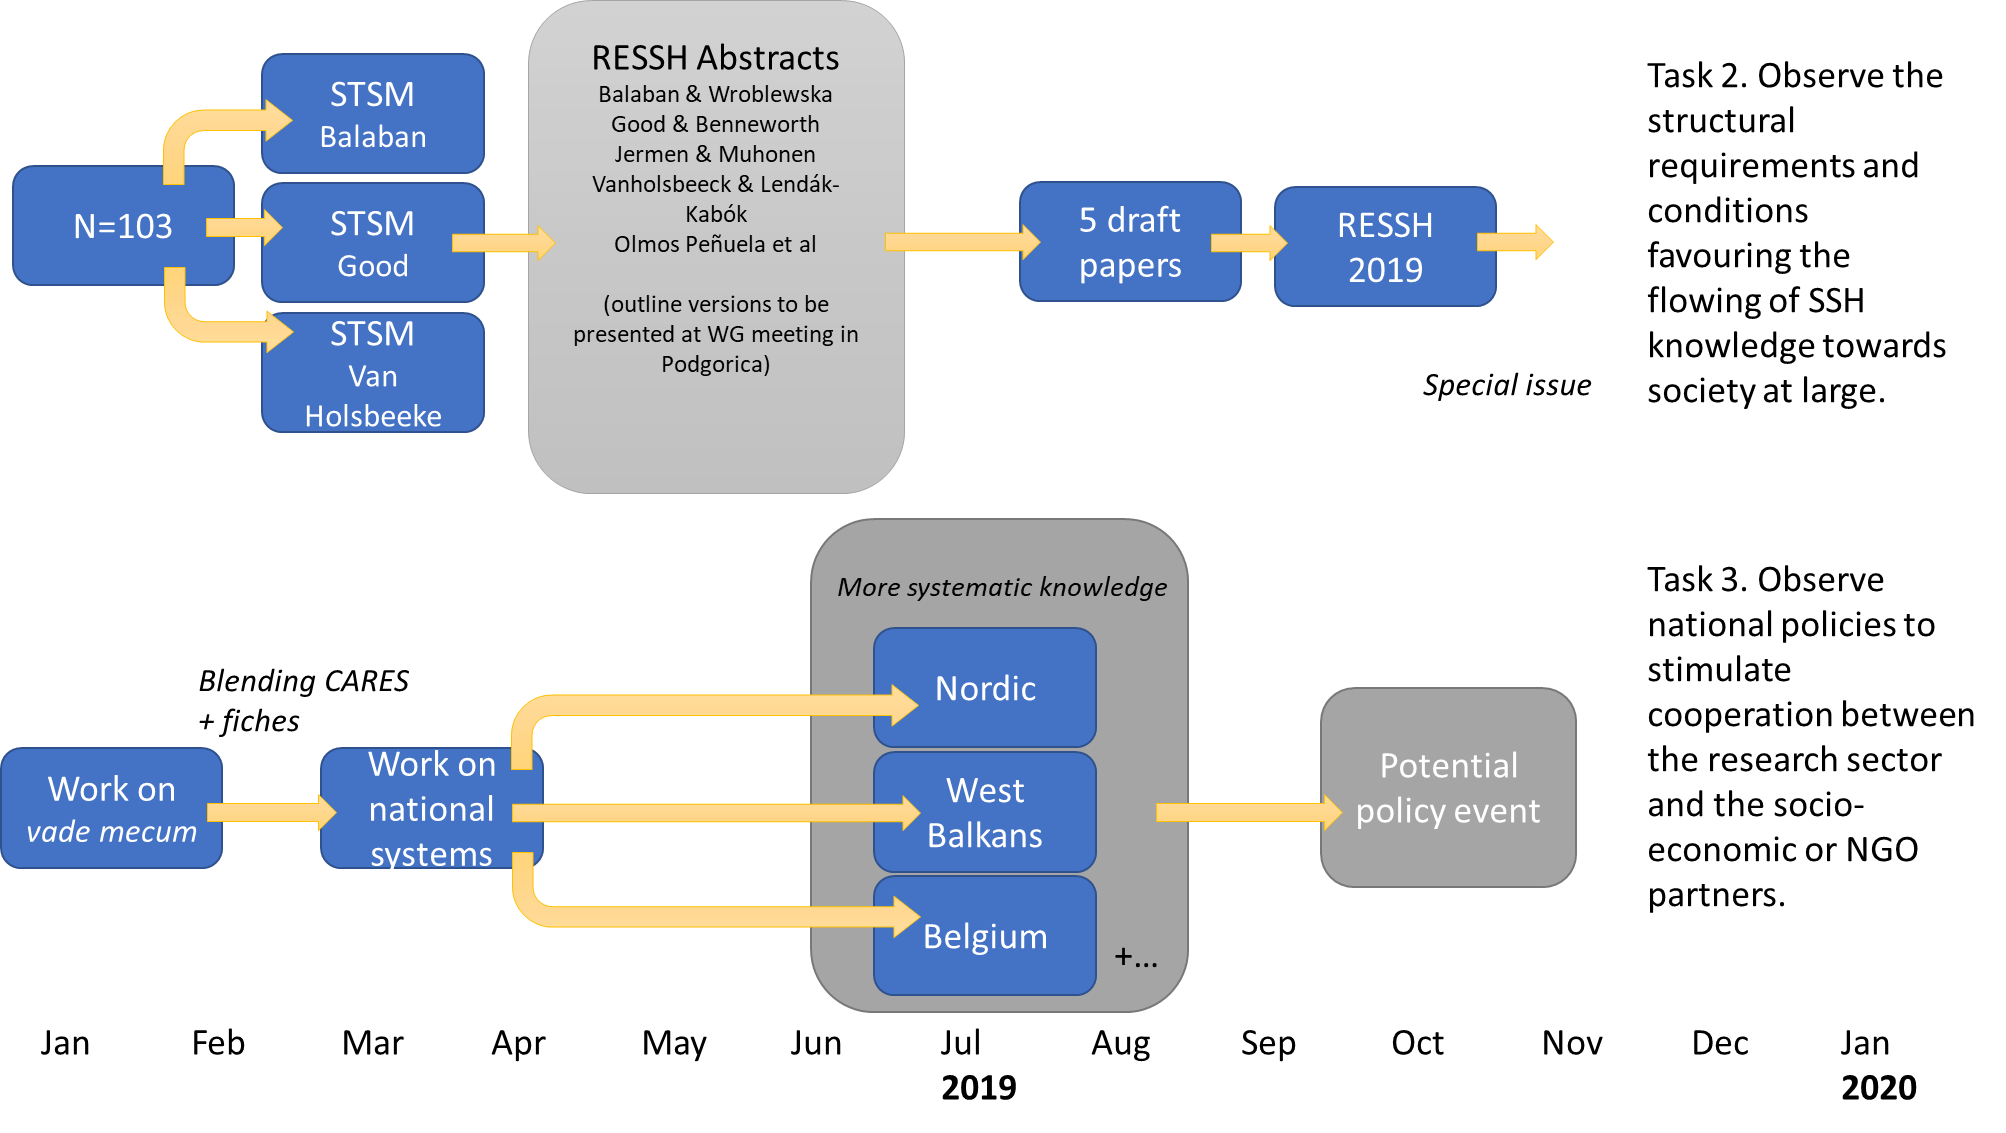 N=103
STSM
Balaban
STSM
Good
STSM
Van
Holsbeeke
RESSH Abstracts
Balaban & Wroblewska
Good & Benneworth
Jermen & Muhonen
Vanholsbeeck & Lendák-
Kabók
Olmos Peñuela et al
(outline versions to be
presented at WG meeting in
Podgorica)
5 draft
papers
RESSH
2019
Special issue
Task 2. Observe the
structural
requirements and
conditions
favouring the
flowing of SSH
knowledge towards
society at large.
Work on
vade mecum
Blending CARES
+ fiches
Work on
national
systems
More systematic knowledge
Nordic
West
Balkans
Belgium
+...
Potential
policy event
Task 3. Observe
national policies to
stimulate
cooperation between
the research sector
and the socio-
economic or NGO
partners.
Jan Feb Mar Apr May Jun Jul Aug Sep Oct Nov Dec Jan
2019 2020